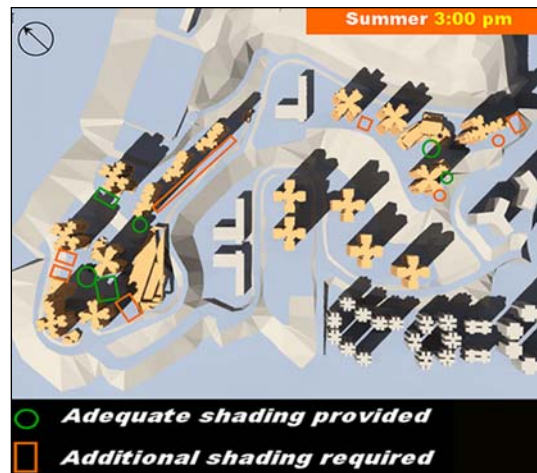 Summer 3:00 pm
Adequate shading provided
Additional shading required